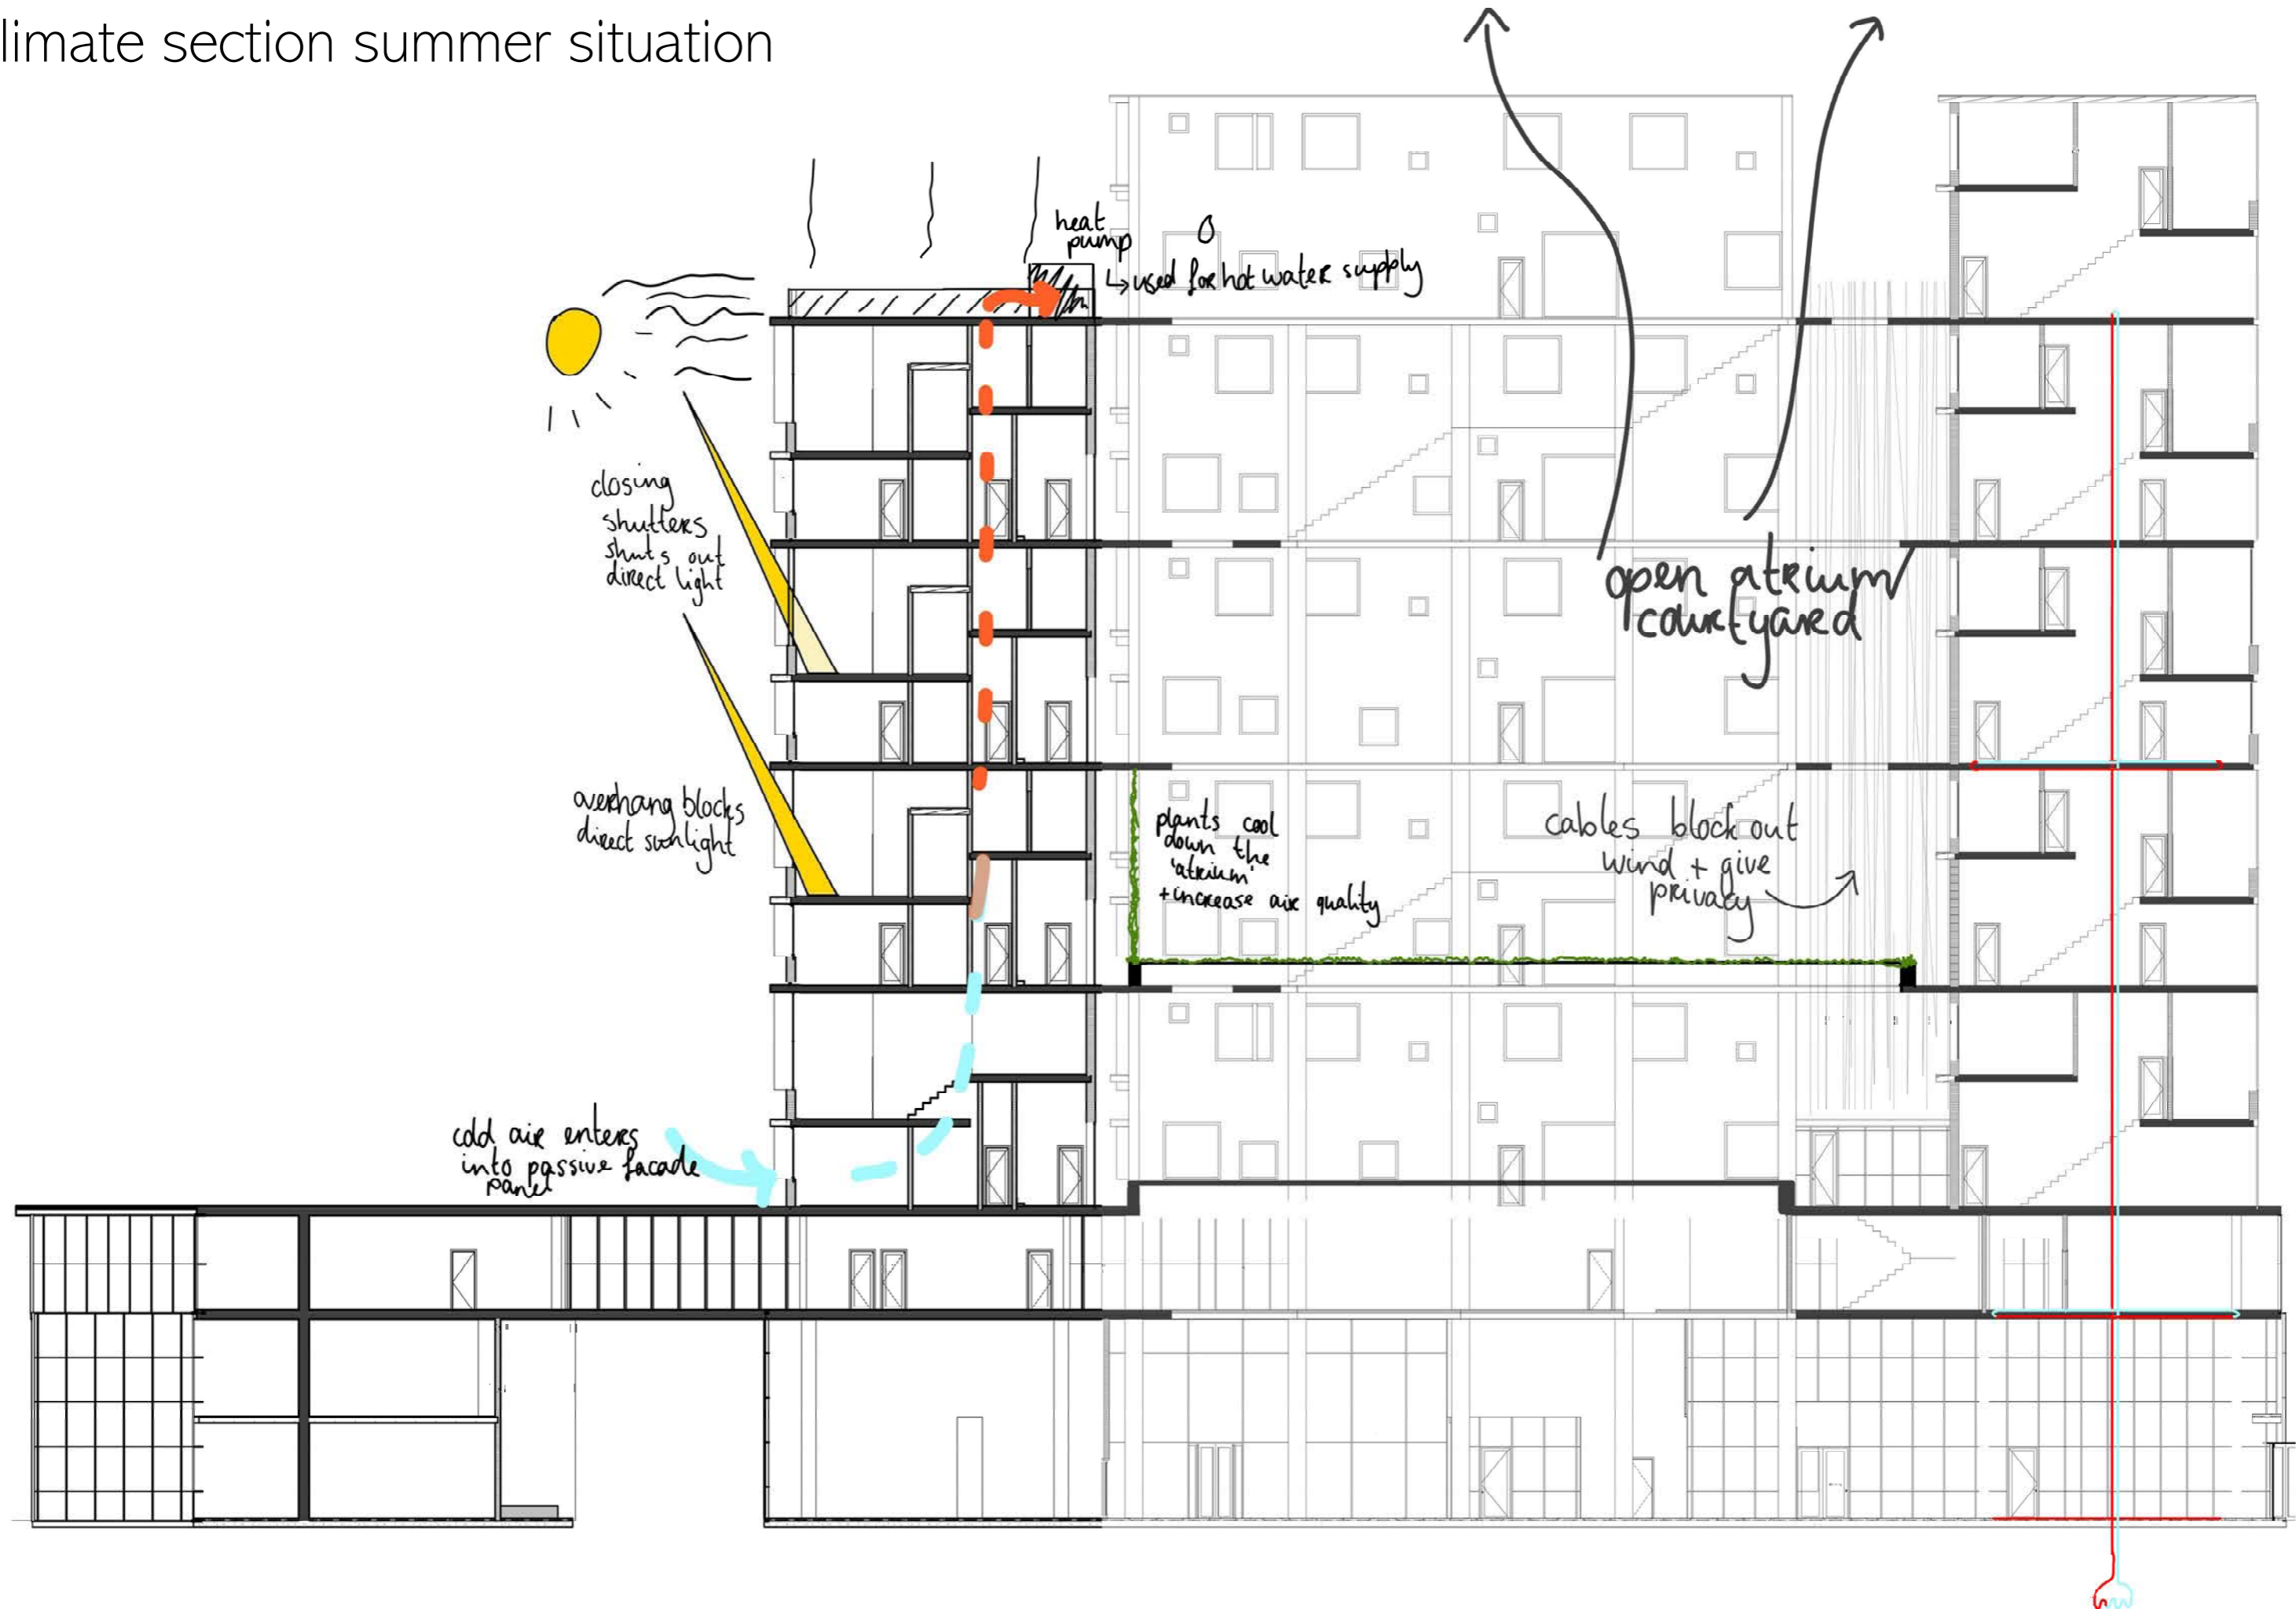 limate section summer situation
heat
pump
↳used for hot water supply
closing
shutters
shuts out
direct light
open atrium/
courtyard
overhang blocks
direct sunlight
plants cool
down the
'atrium'
+increase air quality
cables block out
wind + give
privacy
cold air enters
into passive facade
panel